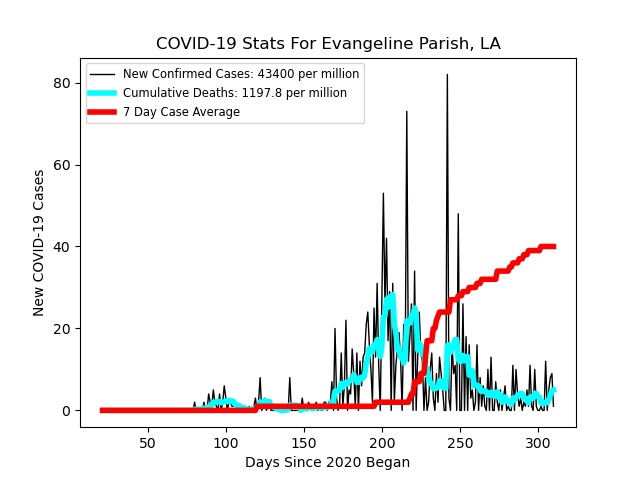 COVID-19 Stats For Evangeline Parish, LA
New Confirmed Cases: 43400 per million
Cumulative Deaths: 1197.8 per million
7 Day Case Average
New COVID-19 Cases
80
60
40
20
0
50 100 150 200 250 300
Days Since 2020 Began